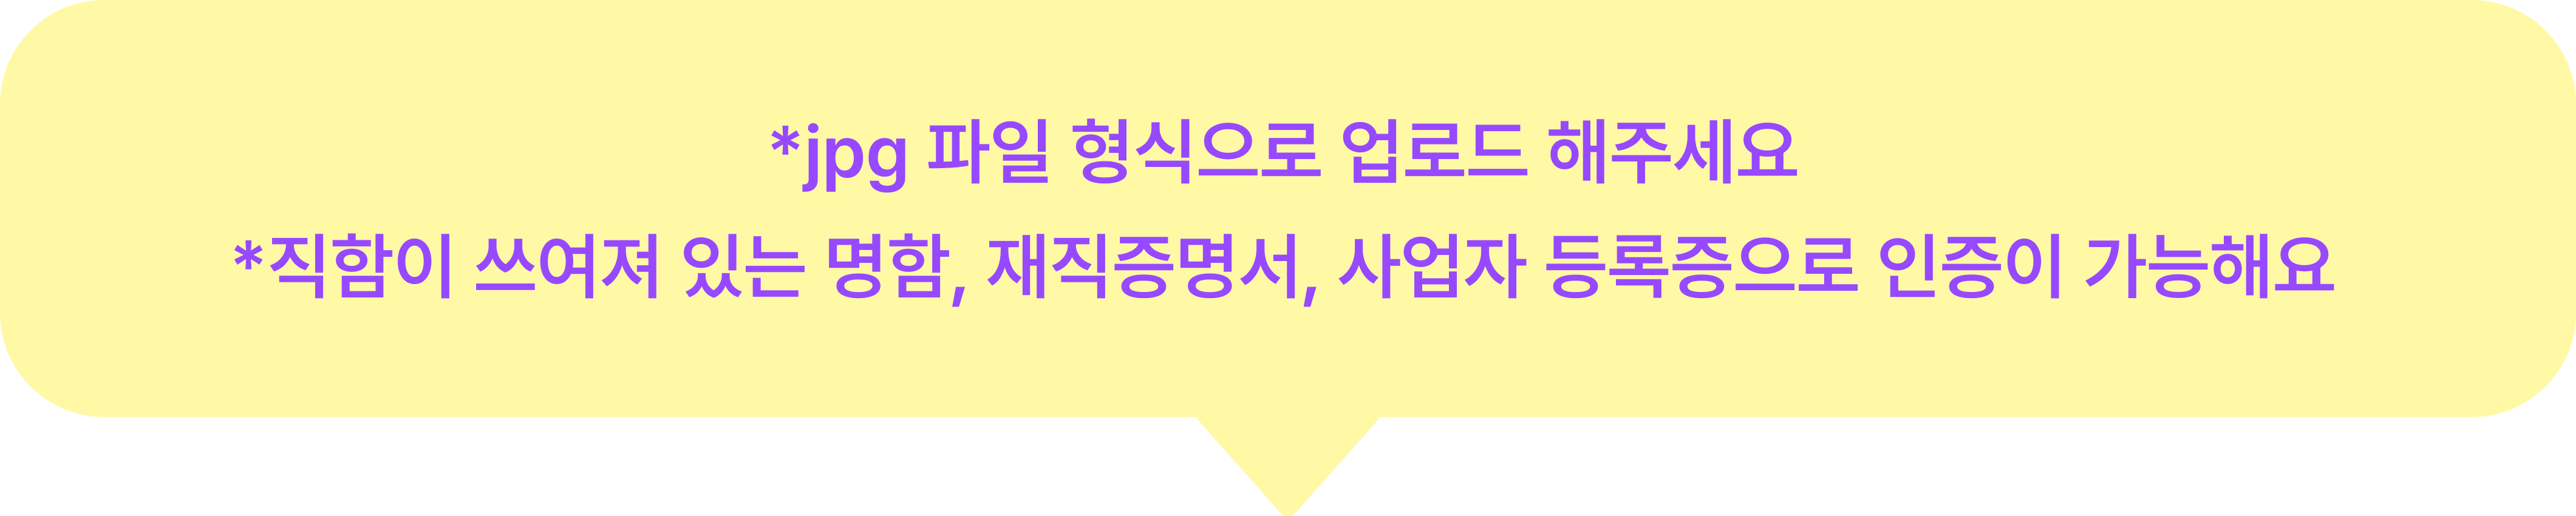 *jpg 파일 형식으로 업로드 해주세요
*직함이 쓰여져 있는 명함, 재직증명서, 사업자 등록증으로 인증이 가능해요